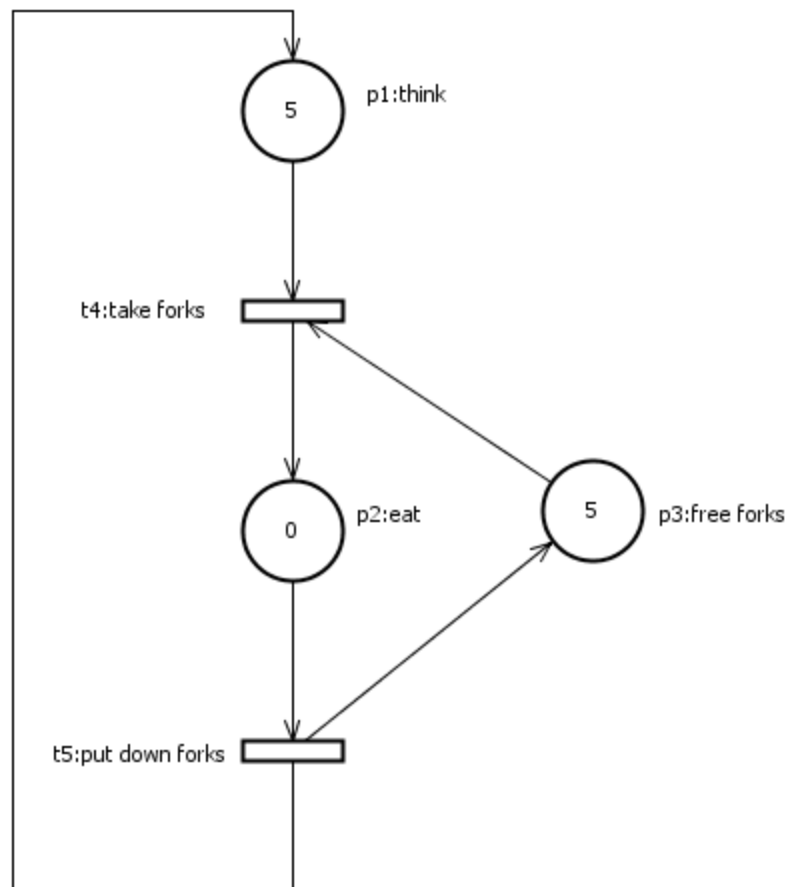 5
p1:think
t4:take forks
0
p2:eat
5
p3:free forks
t5:put down forks